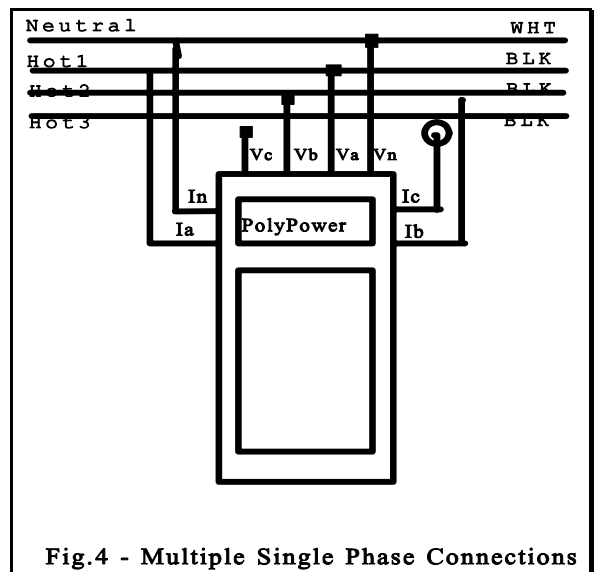 Neutral WHT
Hot1 BLK
Hot2 BLK
Hot3 BLK
Vc Vb Va Vn
In Ic
PolyPower
Ia Ib
Fig.4 - Multiple Single Phase Connections